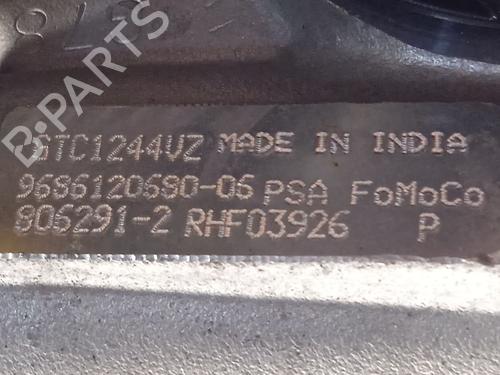 GTC1244VZ MADE IN INDIA
9686120680-06 PSA FoMoCo
806291-2 RHF03926 P
B-PARTS